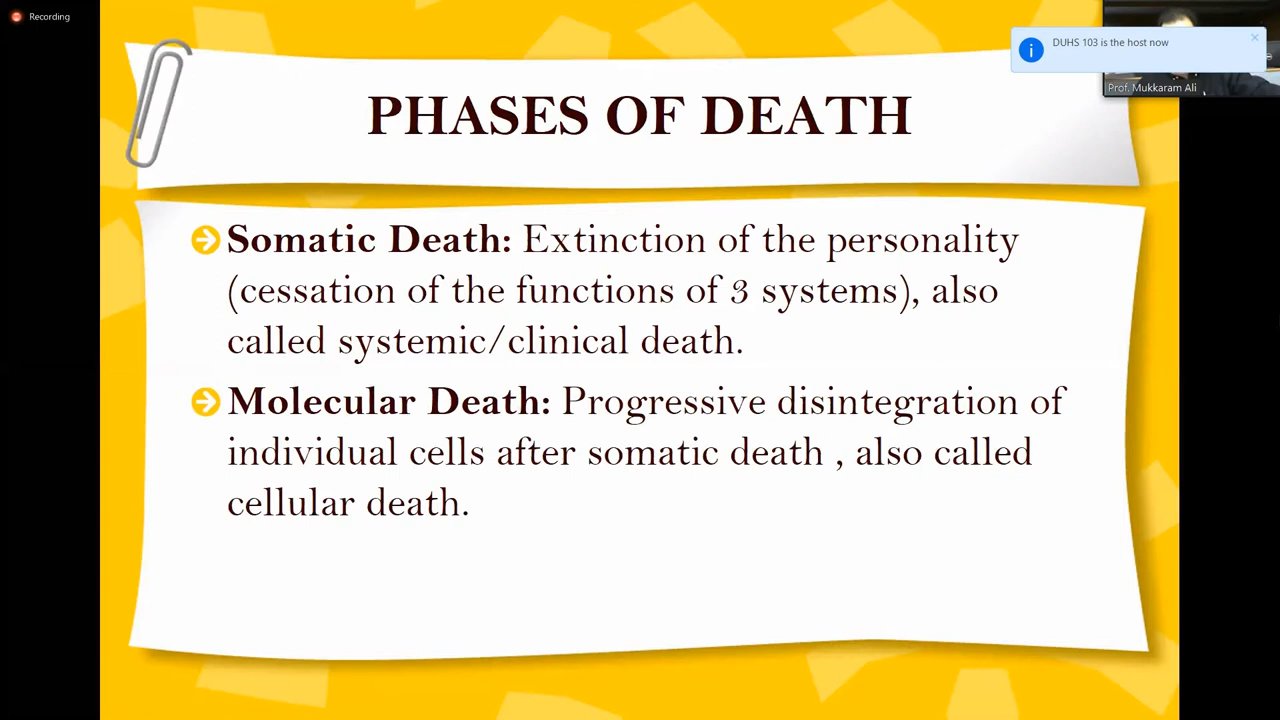 Recording
DUHS 103 is the host now
Prof. Mukkaram Ali
PHASES OF DEATH
Somatic Death: Extinction of the personality
(cessation of the functions of 3 systems), also
called systemic/clinical death.
Molecular Death: Progressive disintegration of
individual cells after somatic death , also called
cellular death.